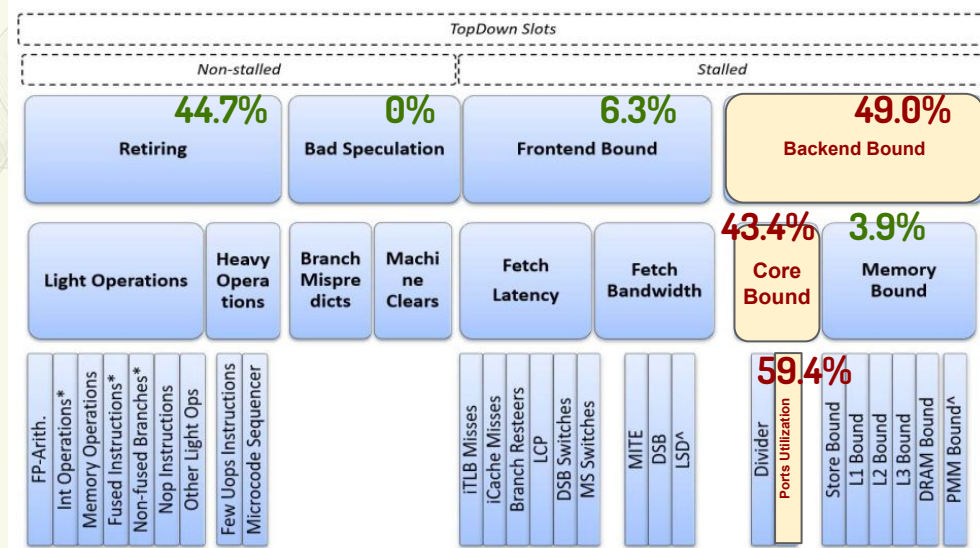 TopDown Slots
Non-stalled
Stalled
44.7%
Retiring
0%
Bad Speculation
6.3%
Frontend Bound
49.0%
Backend Bound
Light Operations
Heavy
Opera
tions
Branch
Mispre
dicts
Machi
ne
Clears
Fetch
Latency
Fetch
Bandwidth
43.4%
Core
Bound
3.9%
Memory
Bound
FP-Arith.
Int Operations*
Memory Operations
Fused Instructions*
Non-fused Branches*
Nop Instructions
Other Light Ops
Few Uops Instructions
Microcode Sequencer
iTLB Misses
iCache Misses
Branch Resteers
LCP
DSB Switches
MS Switches
MITE
DSB
LSD^
59.4%
Divider
Ports Utilization
Store Bound
L1 Bound
L2 Bound
L3 Bound
DRAM Bound
PMM Bound^